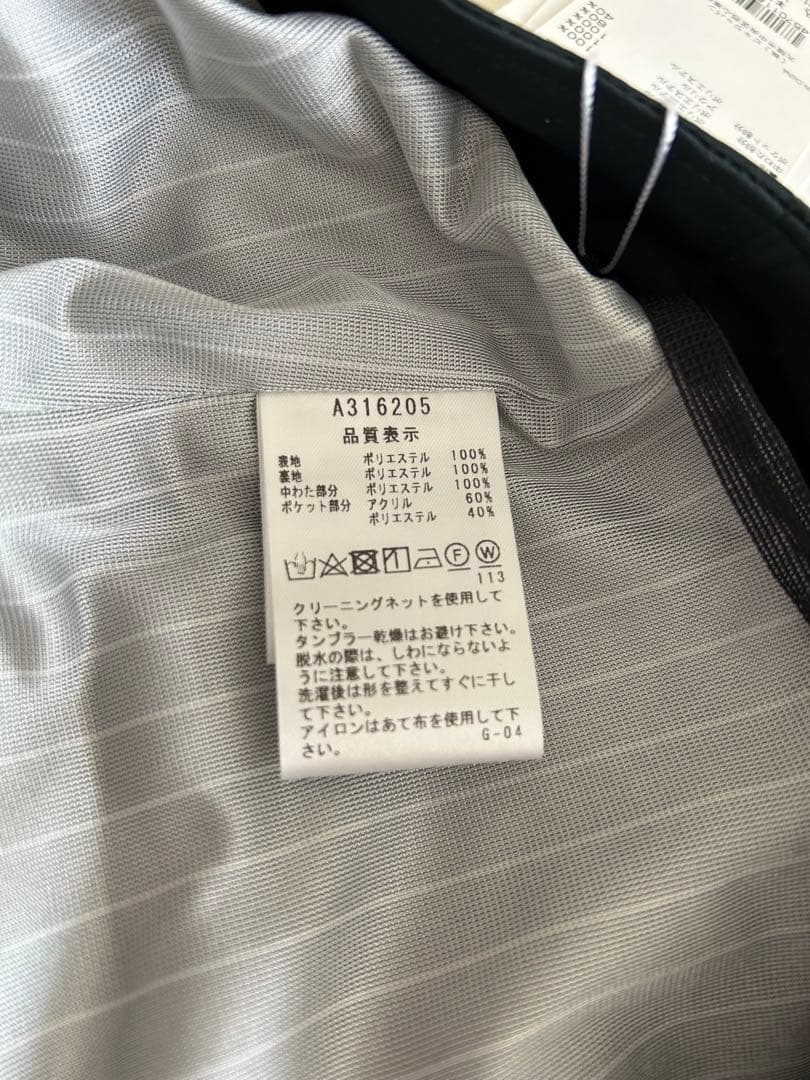 A316205
品質表示
表地 ポリエステル 100%
裏地 ポリエステル 100%
中わた部分 ポリエステル 100%
ポケット部分 アクリル 60%
ポリエステル 40%
F W
113
クリーニングネットを使用して
下さい。
タンブラー乾燥はお避け下さい。
脱水の際は、しわにならないよ
うに注意して下さい。
洗濯後は形を整えてすぐに干し
て下さい。
アイロンはあて布を使用して下
さい。
G-04